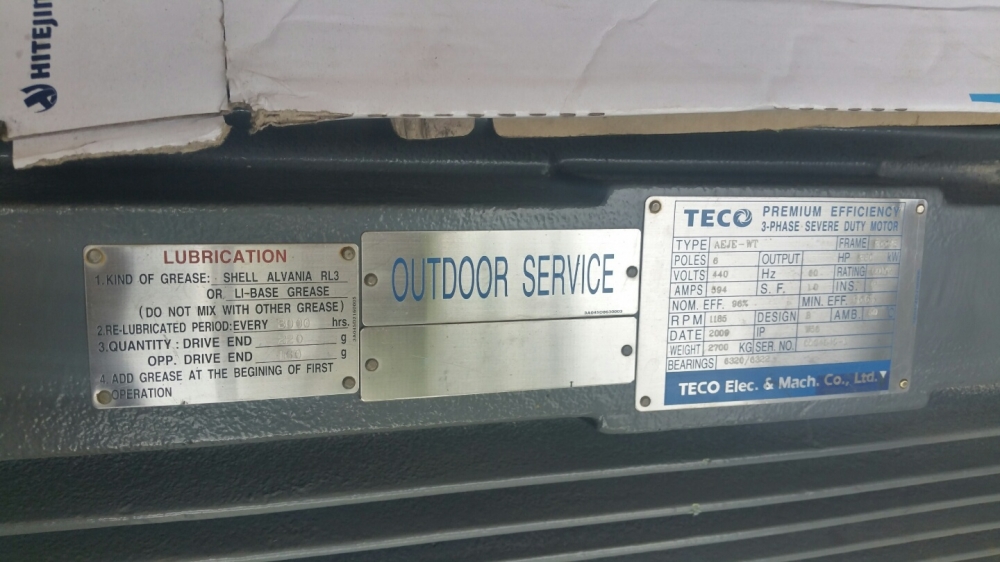 HITEJIN
LUBRICATION
1.KIND OF GREASE: SHELL ALVANIA RL3
OR LI-BASE GREASE
(DO NOT MIX WITH OTHER GREASE)
2.RE-LUBRICATED PERIOD:EVERY hrs.
3.QUANTITY: DRIVE END g
OPP. DRIVE END g
4.ADD GREASE AT THE BEGINING OF FIRST
OPERATION
OUTDOOR SERVICE
TECO PREMIUM EFFICIENCY
3-PHASE SEVERE DUTY MOTOR
TYPE AEJE-WT FRAME
POLES 6 OUTPUT HP kW
VOLTS 440 Hz 60 RATING
AMPS 594 S. F. INS.
NOM. EFF. 96% MIN. EFF.
RPM 1185 DESIGN AMB.
DATE 2009 IP
WEIGHT 2700 KG SER. NO.
BEARINGS
TECO Elec. & Mach. Co., Ltd.